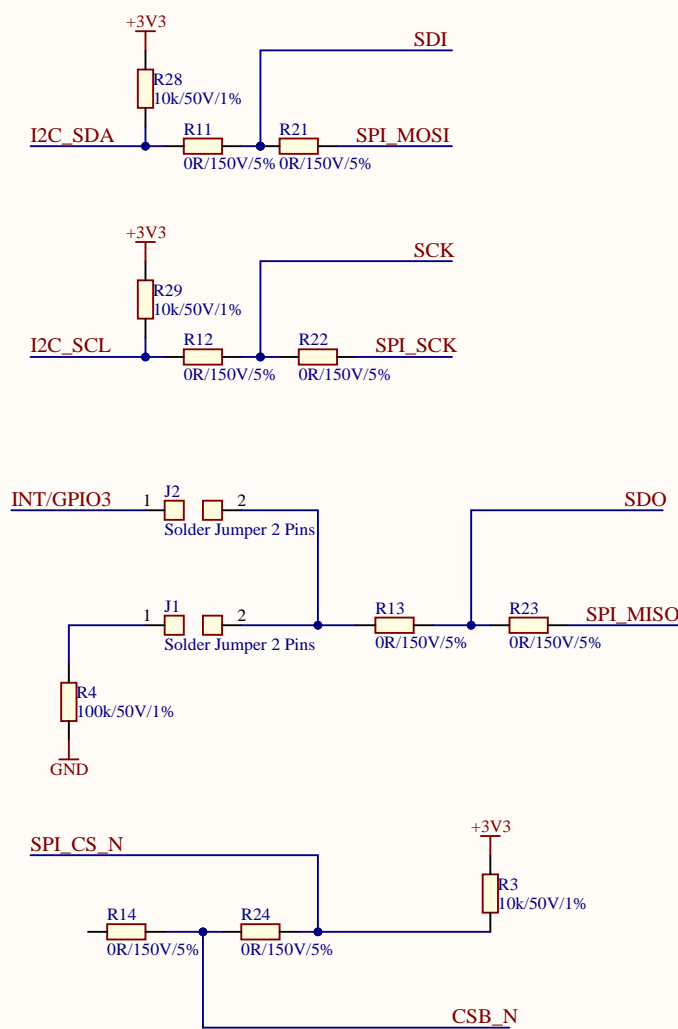 +3V3
SDI
R28
10k/50V/1%
I2C_SDA
R11
R21
SPI_MOSI
0R/150V/5%
0R/150V/5%
+3V3
SCK
R29
10k/50V/1%
I2C_SCL
R12
R22
SPI_SCK
0R/150V/5%
0R/150V/5%
INT/GPIO3
1
J2
2
SDO
Solder Jumper 2 Pins
1
J1
2
R13
R23
SPI_MISO
Solder Jumper 2 Pins
0R/150V/5%
0R/150V/5%
R4
100k/50V/1%
GND
+3V3
SPI_CS_N
R3
10k/50V/1%
R14
R24
0R/150V/5%
0R/150V/5%
CSB_N